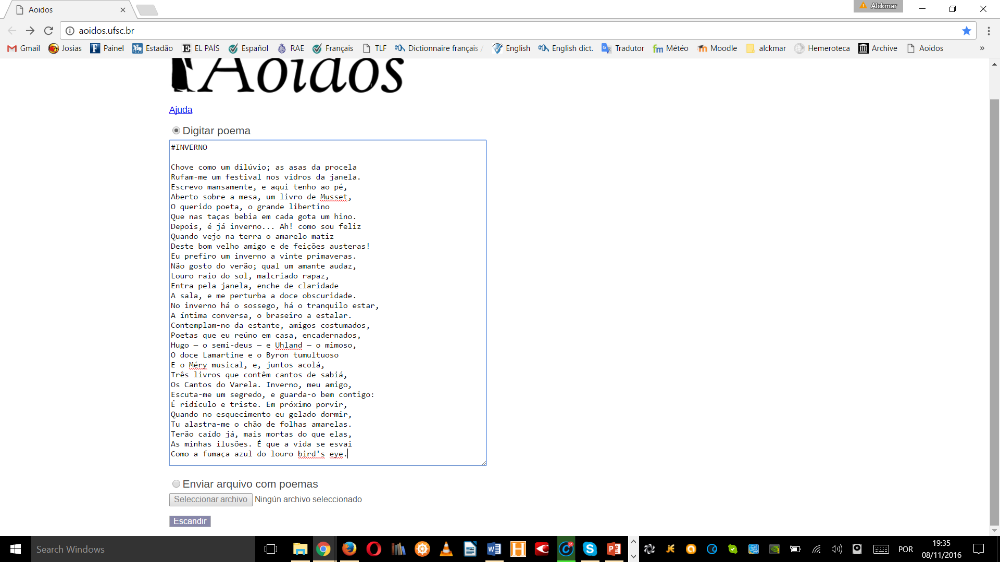 Aoidos
Alckmar
aoidos.ufsc.br
Gmail Josias Painel Estadão EL PAÍS Español RAE Français TLF Dictionnaire français / English English dict. Tradutor Météo Moodle alckmar Hemeroteca Archive Aoidos »
Aoidos
Ajuda
Digitar poema
#INVERNO
Chove como um dilúvio; as asas da procela
Rufam-me um festival nos vidros da janela.
Escrevo mansamente, e aqui tenho ao pé,
Aberto sobre a mesa, um livro de Musset,
O querido poeta, o grande libertino
Que nas taças bebia em cada gota um hino.
Depois, é já inverno... Ah! como sou feliz
Quando vejo na terra o amarelo matiz
Deste bom velho amigo e de feições austeras!
Eu prefiro um inverno a vinte primaveras.
Não gosto do verão; qual um amante audaz,
Louro raio do sol, malcriado rapaz,
Entra pela janela, enche de claridade
A sala, e me perturba a doce obscuridade.
No inverno há o sossego, há o tranquilo estar,
A íntima conversa, o braseiro a estalar.
Contemplam-no da estante, amigos costumados,
Poetas que eu reúno em casa, encadernados,
Hugo — o semi-deus — e Uhland — o mimoso,
O doce Lamartine e o Byron tumultuoso
E o Méry musical, e, juntos acolá,
Três livros que contêm cantos de sabiá,
Os Cantos do Varela. Inverno, meu amigo,
Escuta-me um segredo, e guarda-o bem contigo:
É ridículo e triste. Em próximo porvir,
Quando no esquecimento eu gelado dormir,
Tu alastra-me o chão de folhas amarelas.
Terão caído já, mais mortas do que elas,
As minhas ilusões. É que a vida se esvai
Como a fumaça azul do louro bird's eye.
Enviar arquivo com poemas
Seleccionar archivo Ningún archivo seleccionado
Escandir
Search Windows
POR
19:35
08/11/2016